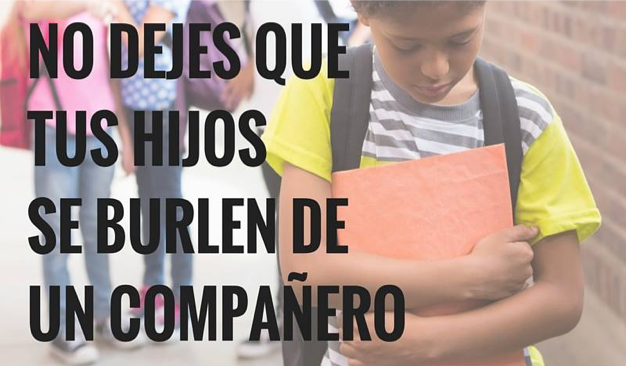 NO DEJES QUE
TUS HIJOS
SE BURLEN DE
UN COMPAÑERO